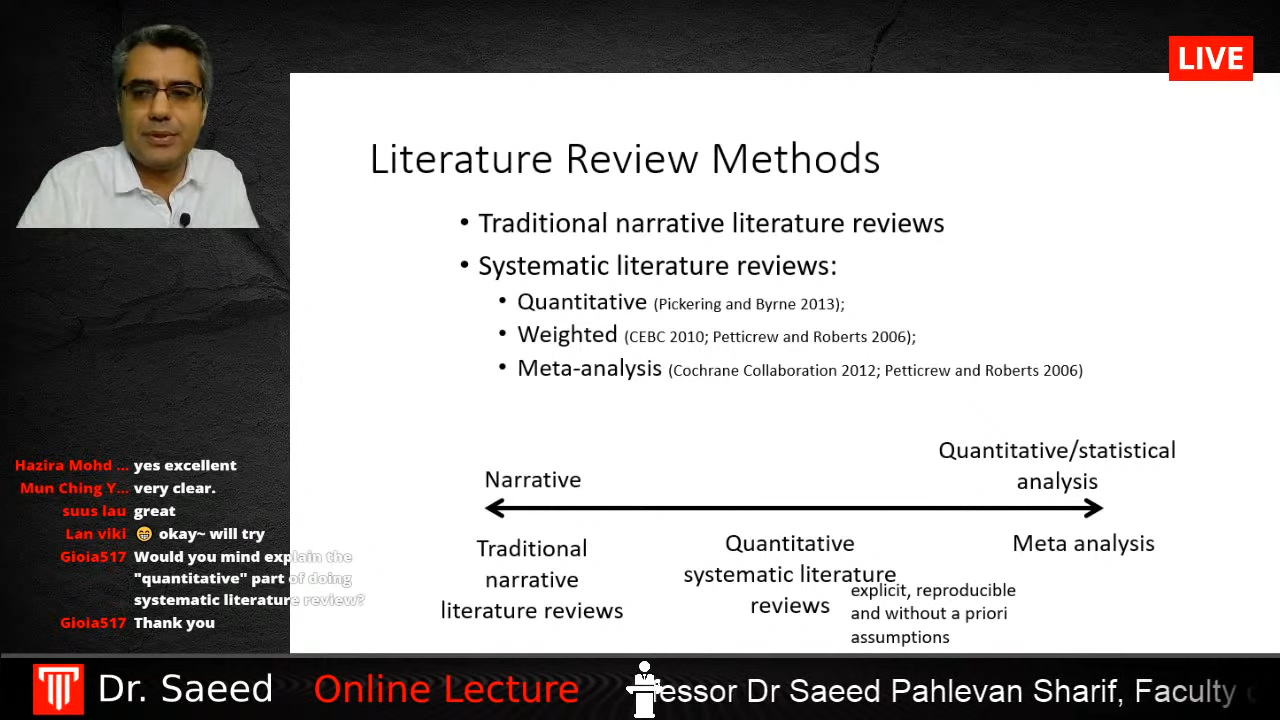 LIVE
Literature Review Methods
• Traditional narrative literature reviews
• Systematic literature reviews:
• Quantitative (Pickering and Byrne 2013);
• Weighted (CEBC 2010; Petticrew and Roberts 2006);
• Meta-analysis (Cochrane Collaboration 2012; Petticrew and Roberts 2006)
Narrative
Quantitative/statistical
analysis
Traditional
narrative
literature reviews
Quantitative
systematic literature
reviews
explicit, reproducible
and without a priori
assumptions
Meta analysis
Hazira Mohd ... yes excellent
Mun Ching Y... very clear.
suus lau great
Lan viki 😁 okay~ will try
Gioia517 Would you mind explain the
"quantitative" part of doing
systematic literature review?
Gioia517 Thank you
Dr. Saeed
Online Lecture
essor Dr Saeed Pahlevan Sharif, Faculty